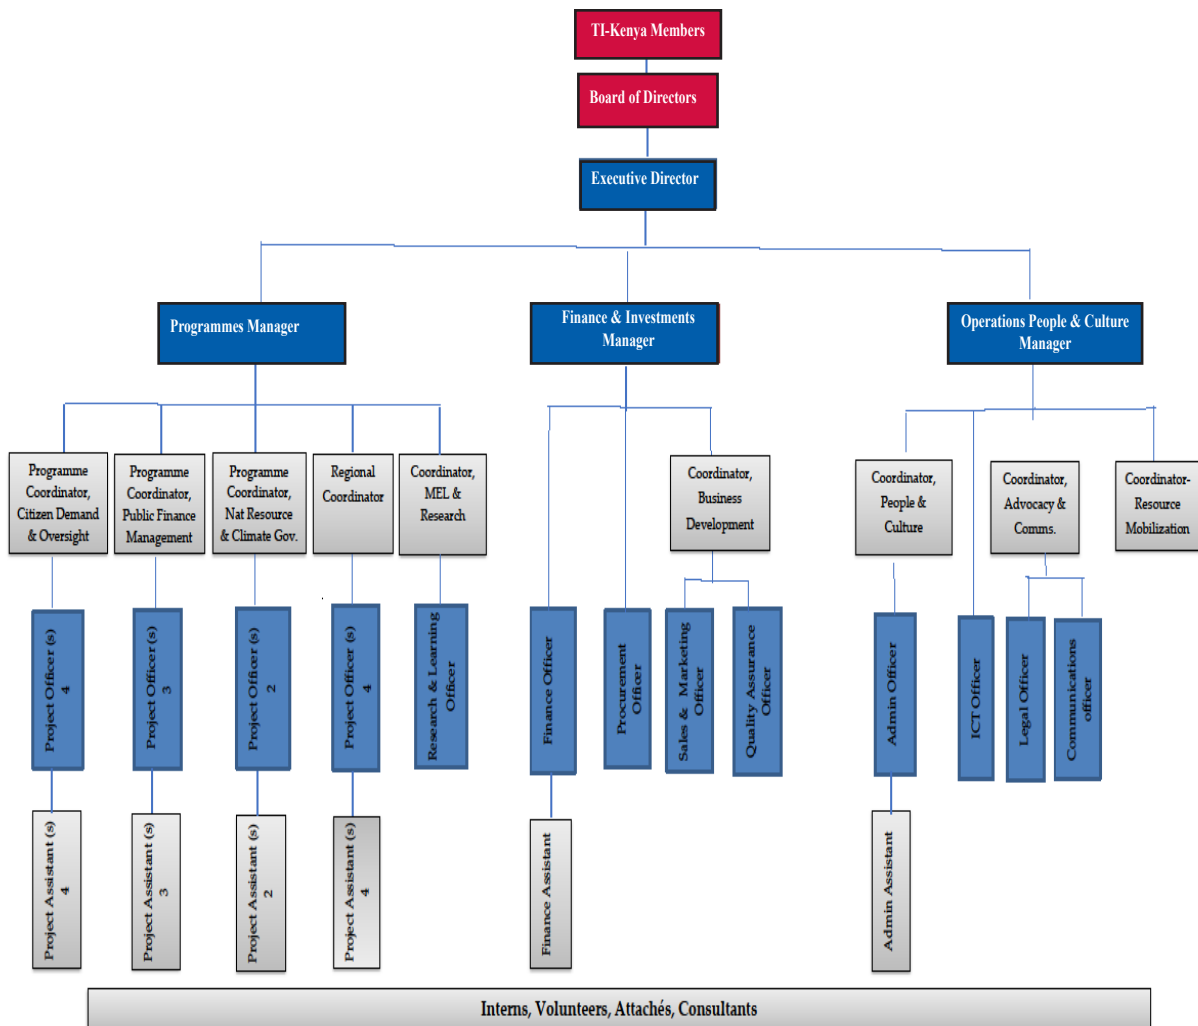 TI-Kenya Members
Board of Directors
Executive Director
Programmes Manager
Finance & Investments
Manager
Operations People & Culture
Manager
Programme
Coordinator,
Citizen Demand
& Oversight
Programme
Coordinator,
Public Finance
Management
Programme
Coordinator,
Nat Resource
& Climate Gov.
Regional
Coordinator
Coordinator,
MEL &
Research
Coordinator,
Business
Development
Coordinator,
People &
Culture
Coordinator,
Advocacy &
Comms.
Coordinator-
Resource
Mobilization
Project Officer (s)
4
Project Officer (s)
3
Project Officer (s)
2
Project Officer (s)
4
Research & Learning
Officer
Finance Officer
Procurement
Officer
Sales & Marketing
Officer
Quality Assurance
Officer
Admin Officer
ICT Officer
Legal Officer
Communications
officer
Project Assistant (s)
4
Project Assistant (s)
3
Project Assistant (s)
2
Project Assistant (s)
4
Finance Assistant
Admin Assistant
Interns, Volunteers, Attachés, Consultants